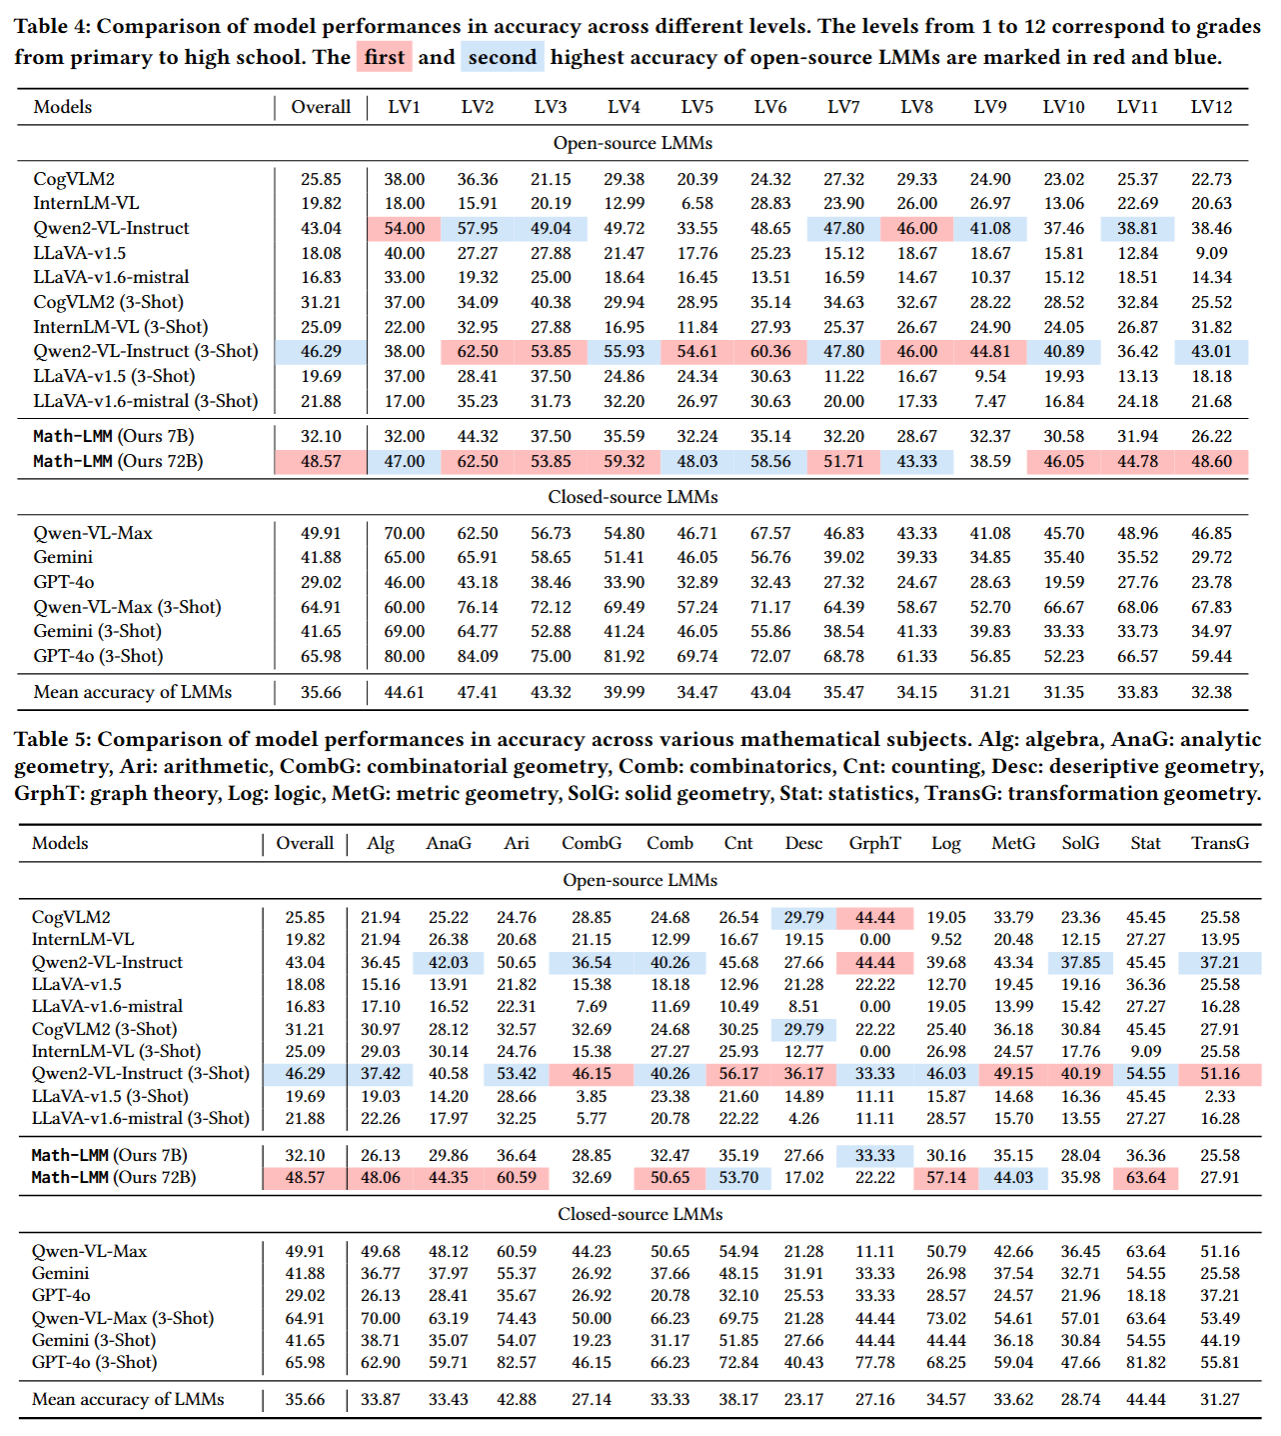 Table 4: Comparison of model performances in accuracy across different levels. The levels from 1 to 12 correspond to grades
from primary to high school. The first and second highest accuracy of open-source LMMs are marked in red and blue.
Models Overall LV1 LV2 LV3 LV4 LV5 LV6 LV7 LV8 LV9 LV10 LV11 LV12
Open-source LMMs
CogVLM2 25.85 38.00 36.36 21.15 29.38 20.39 24.32 27.32 29.33 24.90 23.02 25.37 22.73
InternLM-VL 19.82 18.00 15.91 20.19 12.99 6.58 28.83 23.90 26.00 26.97 13.06 22.69 20.63
Qwen2-VL-Instruct 43.04 54.00 57.95 49.04 49.72 33.55 48.65 47.80 46.00 41.08 37.46 38.81 38.46
LLaVA-v1.5 18.08 40.00 27.27 27.88 21.47 17.76 25.23 15.12 18.67 18.67 15.81 12.84 9.09
LLaVA-v1.6-mistral 16.83 33.00 19.32 25.00 18.64 16.45 13.51 16.59 14.67 10.37 15.12 18.51 14.34
CogVLM2 (3-Shot) 31.21 37.00 34.09 40.38 29.94 28.95 35.14 34.63 32.67 28.22 28.52 32.84 25.52
InternLM-VL (3-Shot) 25.09 22.00 32.95 27.88 16.95 11.84 27.93 25.37 26.67 24.90 24.05 26.87 31.82
Qwen2-VL-Instruct (3-Shot) 46.29 38.00 62.50 53.85 55.93 54.61 60.36 47.80 46.00 44.81 40.89 36.42 43.01
LLaVA-v1.5 (3-Shot) 19.69 37.00 28.41 37.50 24.86 24.34 30.63 11.22 16.67 9.54 19.93 13.13 18.18
LLaVA-v1.6-mistral (3-Shot) 21.88 17.00 35.23 31.73 32.20 26.97 30.63 20.00 17.33 7.47 16.84 24.18 21.68
Math-LMM (Ours 7B) 32.10 32.00 44.32 37.50 35.59 32.24 35.14 32.20 28.67 32.37 30.58 31.94 26.22
Math-LMM (Ours 72B) 48.57 47.00 62.50 53.85 59.32 48.03 58.56 51.71 43.33 38.59 46.05 44.78 48.60
Closed-source LMMs
Qwen-VL-Max 49.91 70.00 62.50 56.73 54.80 46.71 67.57 46.83 43.33 41.08 45.70 48.96 46.85
Gemini 41.88 65.00 65.91 58.65 51.41 46.05 56.76 39.02 39.33 34.85 35.40 35.52 29.72
GPT-4o 29.02 46.00 43.18 38.46 33.90 32.89 32.43 27.32 24.67 28.63 19.59 27.76 23.78
Qwen-VL-Max (3-Shot) 64.91 60.00 76.14 72.12 69.49 57.24 71.17 64.39 58.67 52.70 66.67 68.06 67.83
Gemini (3-Shot) 41.65 69.00 64.77 52.88 41.24 46.05 55.86 38.54 41.33 39.83 33.33 33.73 34.97
GPT-4o (3-Shot) 65.98 80.00 84.09 75.00 81.92 69.74 72.07 68.78 61.33 56.85 52.23 66.57 59.44
Mean accuracy of LMMs 35.66 44.61 47.41 43.32 39.99 34.47 43.04 35.47 34.15 31.21 31.35 33.83 32.38
Table 5: Comparison of model performances in accuracy across various mathematical subjects. Alg: algebra, AnaG: analytic
geometry, Ari: arithmetic, CombG: combinatorial geometry, Comb: combinatorics, Cnt: counting, Desc: deseriptive geometry,
GrphT: graph theory, Log: logic, MetG: metric geometry, SolG: solid geometry, Stat: statistics, TransG: transformation geometry.
Models Overall Alg AnaG Ari CombG Comb Cnt Desc GrphT Log MetG SolG Stat TransG
Open-source LMMs
CogVLM2 25.85 21.94 25.22 24.76 28.85 24.68 26.54 29.79 44.44 19.05 33.79 23.36 45.45 25.58
InternLM-VL 19.82 21.94 26.38 20.68 21.15 12.99 16.67 19.15 0.00 9.52 20.48 12.15 27.27 13.95
Qwen2-VL-Instruct 43.04 36.45 42.03 50.65 36.54 40.26 45.68 27.66 44.44 39.68 43.34 37.85 45.45 37.21
LLaVA-v1.5 18.08 15.16 13.91 21.82 15.38 18.18 12.96 21.28 22.22 12.70 19.45 19.16 36.36 25.58
LLaVA-v1.6-mistral 16.83 17.10 16.52 22.31 7.69 11.69 10.49 8.51 0.00 19.05 13.99 15.42 27.27 16.28
CogVLM2 (3-Shot) 31.21 30.97 28.12 32.57 32.69 24.68 30.25 29.79 22.22 25.40 36.18 30.84 45.45 27.91
InternLM-VL (3-Shot) 25.09 29.03 30.14 24.76 15.38 27.27 25.93 12.77 0.00 26.98 24.57 17.76 9.09 25.58
Qwen2-VL-Instruct (3-Shot) 46.29 37.42 40.58 53.42 46.15 40.26 56.17 36.17 33.33 46.03 49.15 40.19 54.55 51.16
LLaVA-v1.5 (3-Shot) 19.69 19.03 14.20 28.66 3.85 23.38 21.60 14.89 11.11 15.87 14.68 16.36 45.45 2.33
LLaVA-v1.6-mistral (3-Shot) 21.88 22.26 17.97 32.25 5.77 20.78 22.22 4.26 11.11 28.57 15.70 13.55 27.27 16.28
Math-LMM (Ours 7B) 32.10 26.13 29.86 36.64 28.85 32.47 35.19 27.66 33.33 30.16 35.15 28.04 36.36 25.58
Math-LMM (Ours 72B) 48.57 48.06 44.35 60.59 32.69 50.65 53.70 17.02 22.22 57.14 44.03 35.98 63.64 27.91
Closed-source LMMs
Qwen-VL-Max 49.91 49.68 48.12 60.59 44.23 50.65 54.94 21.28 11.11 50.79 42.66 36.45 63.64 51.16
Gemini 41.88 36.77 37.97 55.37 26.92 37.66 48.15 31.91 33.33 26.98 37.54 32.71 54.55 25.58
GPT-4o 29.02 26.13 28.41 35.67 26.92 20.78 32.10 25.53 33.33 28.57 24.57 21.96 18.18 37.21
Qwen-VL-Max (3-Shot) 64.91 70.00 63.19 74.43 50.00 66.23 69.75 21.28 44.44 73.02 54.61 57.01 63.64 53.49
Gemini (3-Shot) 41.65 38.71 35.07 54.07 19.23 31.17 51.85 27.66 44.44 44.44 36.18 30.84 54.55 44.19
GPT-4o (3-Shot) 65.98 62.90 59.71 82.57 46.15 66.23 72.84 40.43 77.78 68.25 59.04 47.66 81.82 55.81
Mean accuracy of LMMs 35.66 33.87 33.43 42.88 27.14 33.33 38.17 23.17 27.16 34.57 33.62 28.74 44.44 31.27